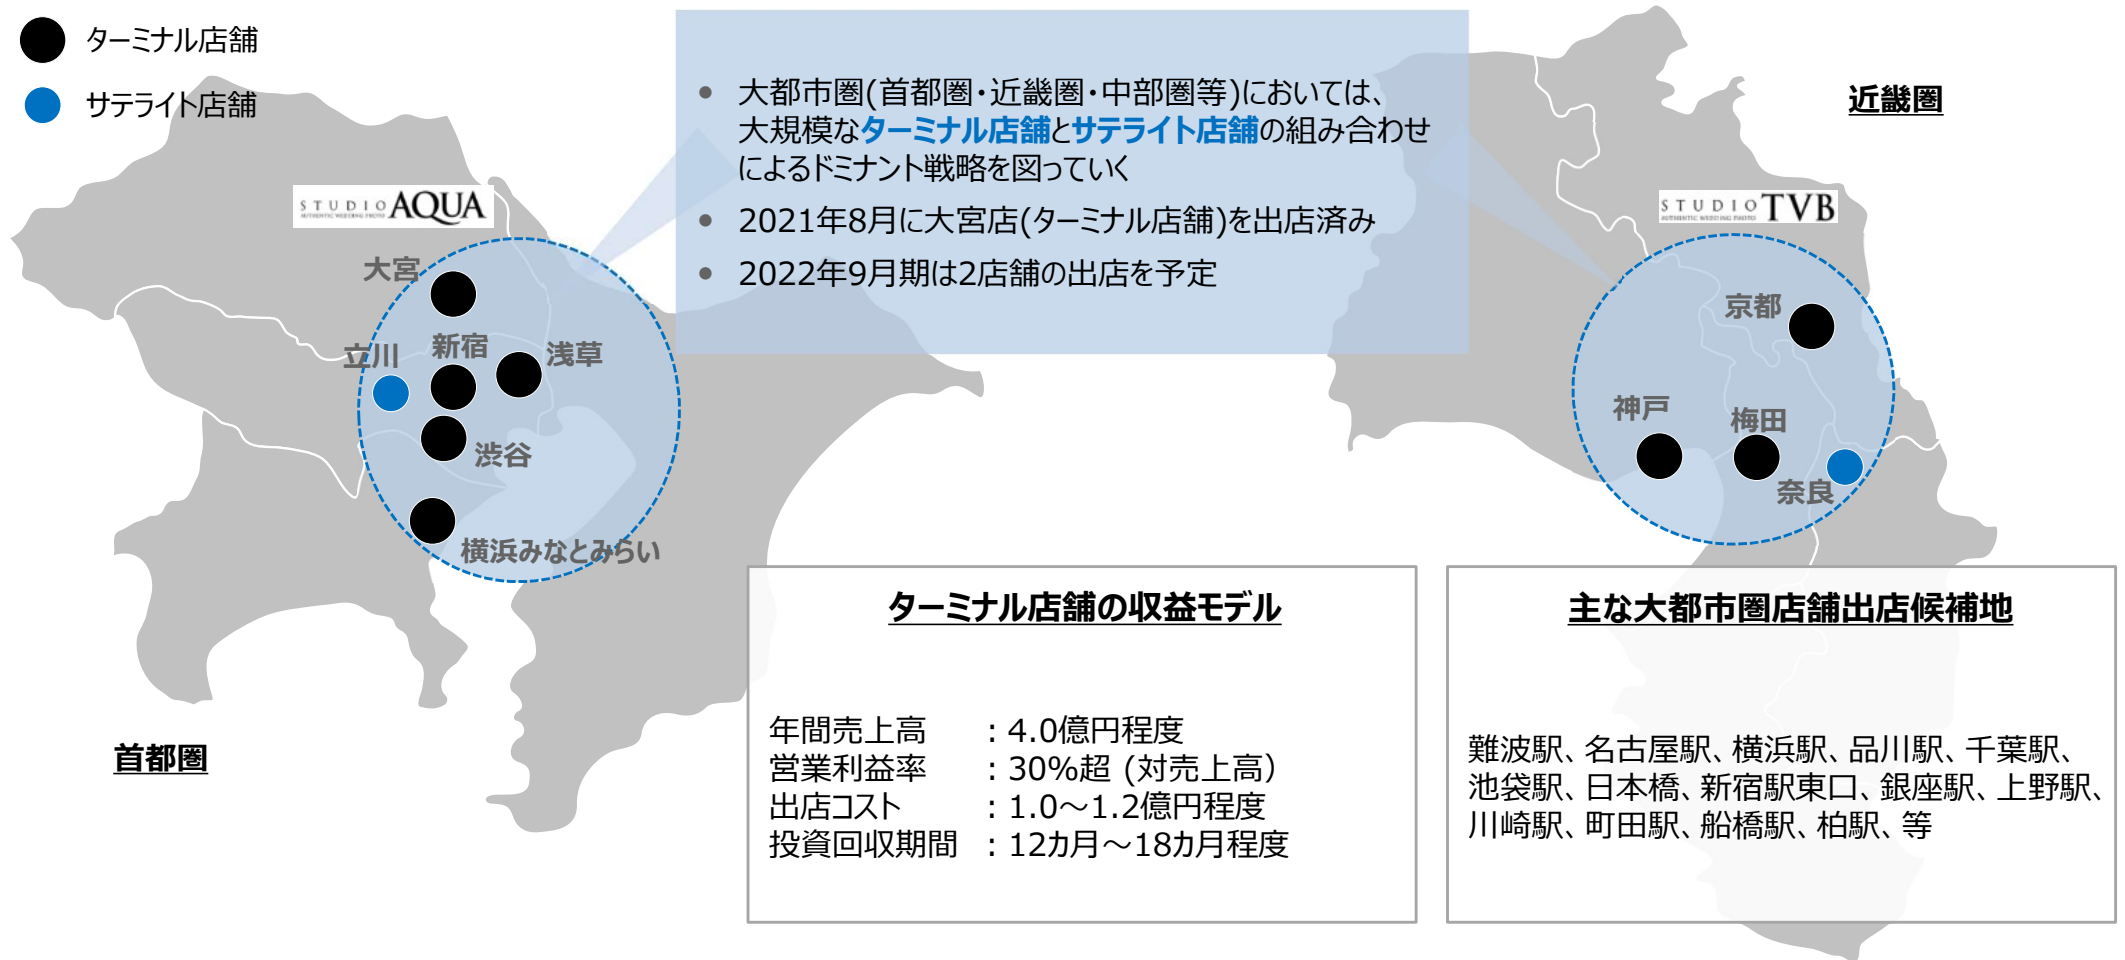 ターミナル店舗
サテライト店舗
• 大都市圏(首都圏・近畿圏・中部圏等)においては、
大規模なターミナル店舗とサテライト店舗の組み合わせ
によるドミナント戦略を図っていく
• 2021年8月に大宮店(ターミナル店舗)を出店済み
• 2022年9月期は2店舗の出店を予定
近畿圏
STUDIO AQUA
AUTHENTIC WEDDING PHOTO
大宮
立川
新宿
浅草
渋谷
横浜みなとみらい
首都圏
STUDIO TVB
AUTHENTIC WEDDING PHOTO
京都
神戸
梅田
奈良
ターミナル店舗の収益モデル
年間売上高 : 4.0億円程度
営業利益率 : 30%超 (対売上高)
出店コスト : 1.0～1.2億円程度
投資回収期間 : 12カ月～18カ月程度
主な大都市圏店舗出店候補地
難波駅、名古屋駅、横浜駅、品川駅、千葉駅、
池袋駅、日本橋、新宿駅東口、銀座駅、上野駅、
川崎駅、町田駅、船橋駅、柏駅、等